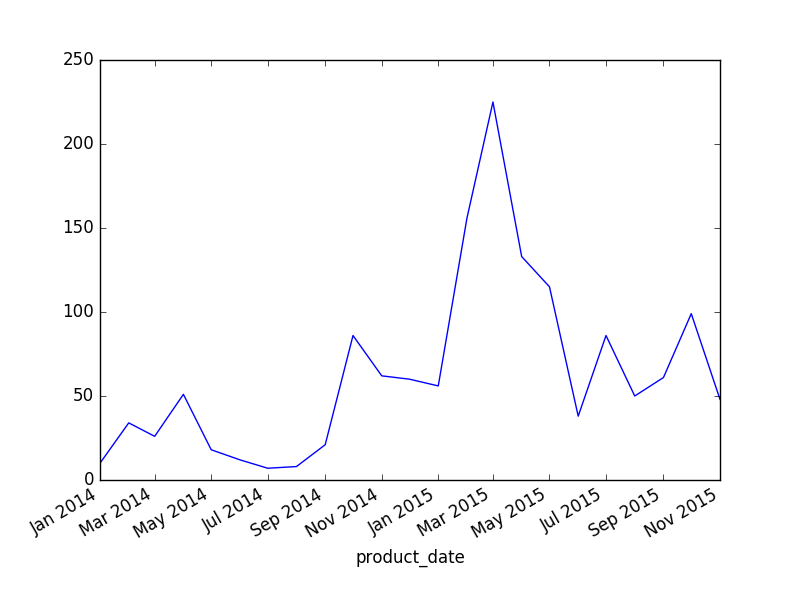 250
200
150
100
50
0
Jan 2014
Mar 2014
May 2014
Jul 2014
Sep 2014
Nov 2014
Jan 2015
Mar 2015
May 2015
Jul 2015
Sep 2015
Nov 2015
product_date